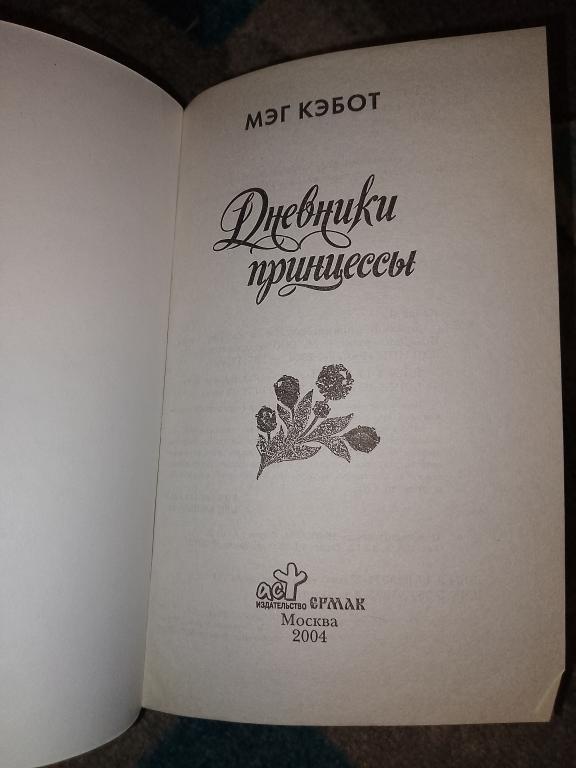 МЭГ КЭБОТ
Дневники
принцессы
аст
ИЗДАТЕЛЬСТВО ЕРМАК
Москва
2004